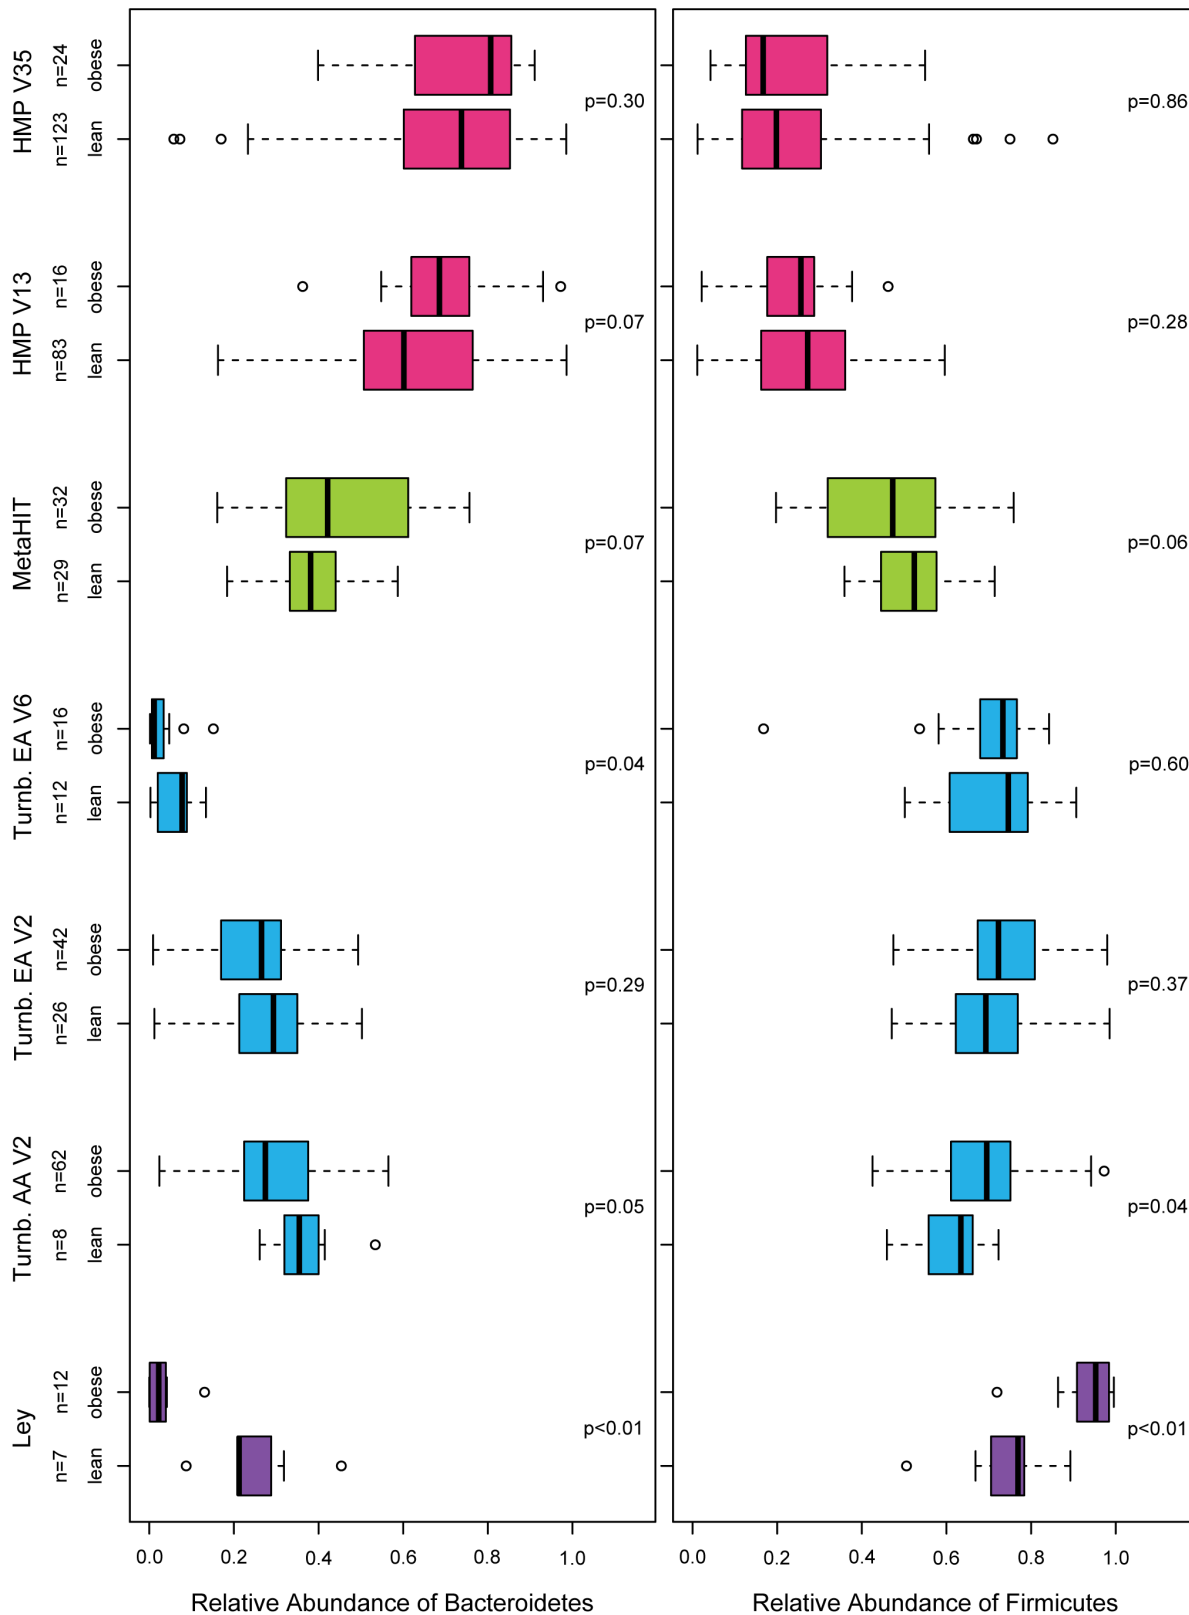 HMP V35
n=24
obese
n=123
lean
p=0.30
p=0.86
HMP V13
n=16
obese
n=83
lean
p=0.07
p=0.28
MetaHIT
n=32
obese
n=29
lean
p=0.07
p=0.06
Turnb. EA V6
n=16
obese
n=12
lean
p=0.04
p=0.60
Turnb. EA V2
n=42
obese
n=26
lean
p=0.29
p=0.37
Turnb. AA V2
n=62
obese
n=8
lean
p=0.05
p=0.04
Ley
n=12
obese
n=7
lean
p<0.01
p<0.01
0.0 0.2 0.4 0.6 0.8 1.0
0.0 0.2 0.4 0.6 0.8 1.0
Relative Abundance of Bacteroidetes
Relative Abundance of Firmicutes